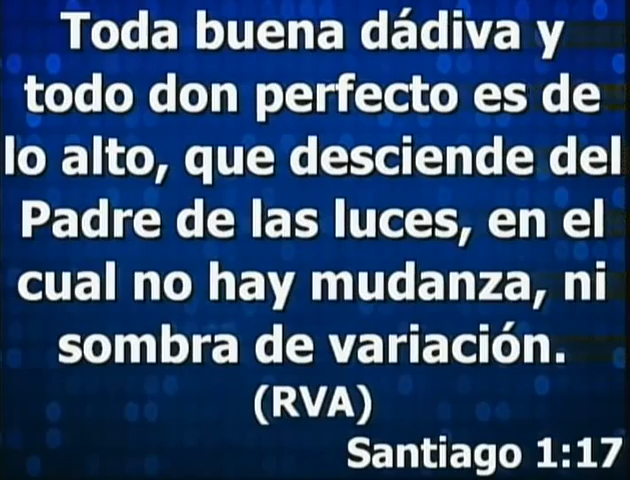 Toda buena dádiva y
todo don perfecto es de
lo alto, que desciende del
Padre de las luces, en el
cual no hay mudanza, ni
sombra de variación.
(RVA)
Santiago 1:17